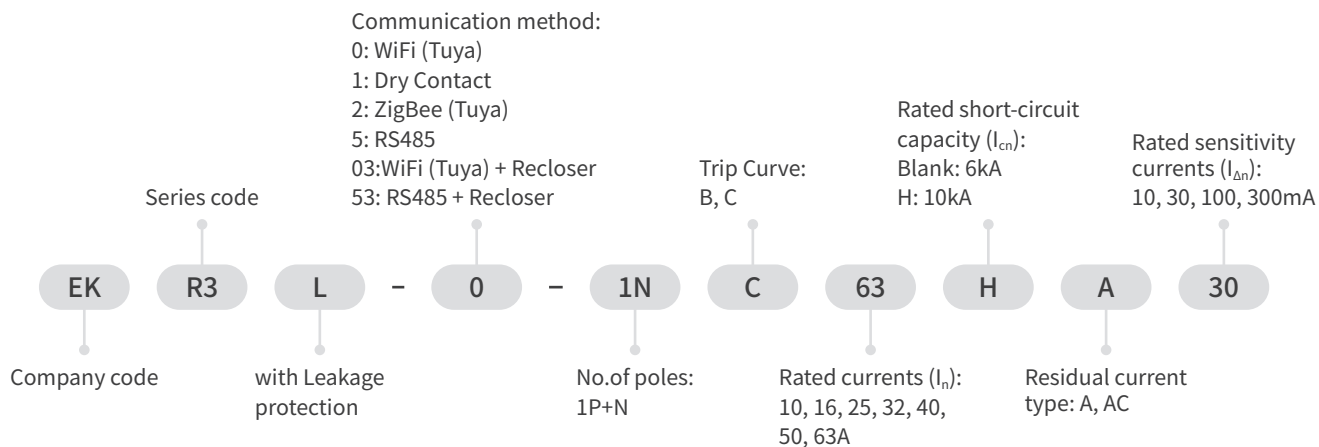 Communication method:
0: WiFi (Tuya)
1: Dry Contact
2: ZigBee (Tuya)
5: RS485
03:WiFi (Tuya) + Recloser
53: RS485 + Recloser
Series code
Trip Curve:
B, C
Rated short-circuit
capacity (Icn):
Blank: 6kA
H: 10kA
Rated sensitivity
currents (IΔn):
10, 30, 100, 300mA
EK R3 L - 0 - 1N C 63 H A 30
Company code
with Leakage
protection
No.of poles:
1P+N
Rated currents (In):
10, 16, 25, 32, 40,
50, 63A
Residual current
type: A, AC